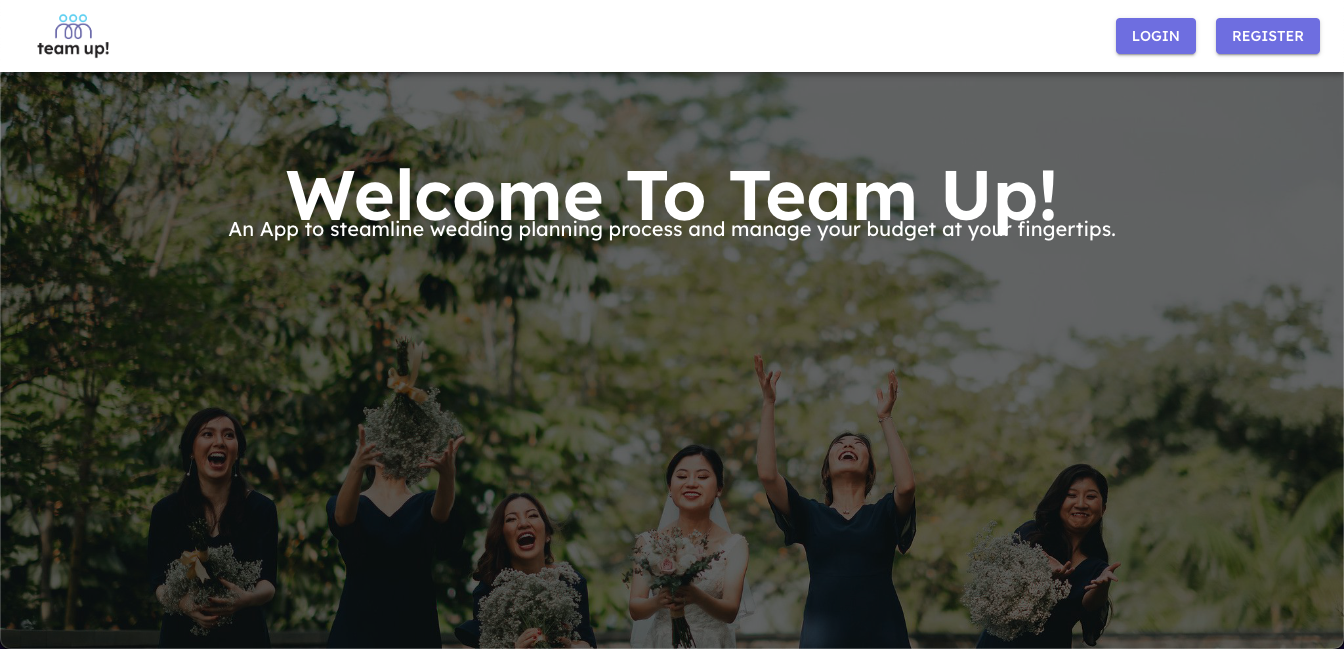 team up!
LOGIN
REGISTER
Welcome To Team Up!
An App to steamline wedding planning process and manage your budget at your fingertips.